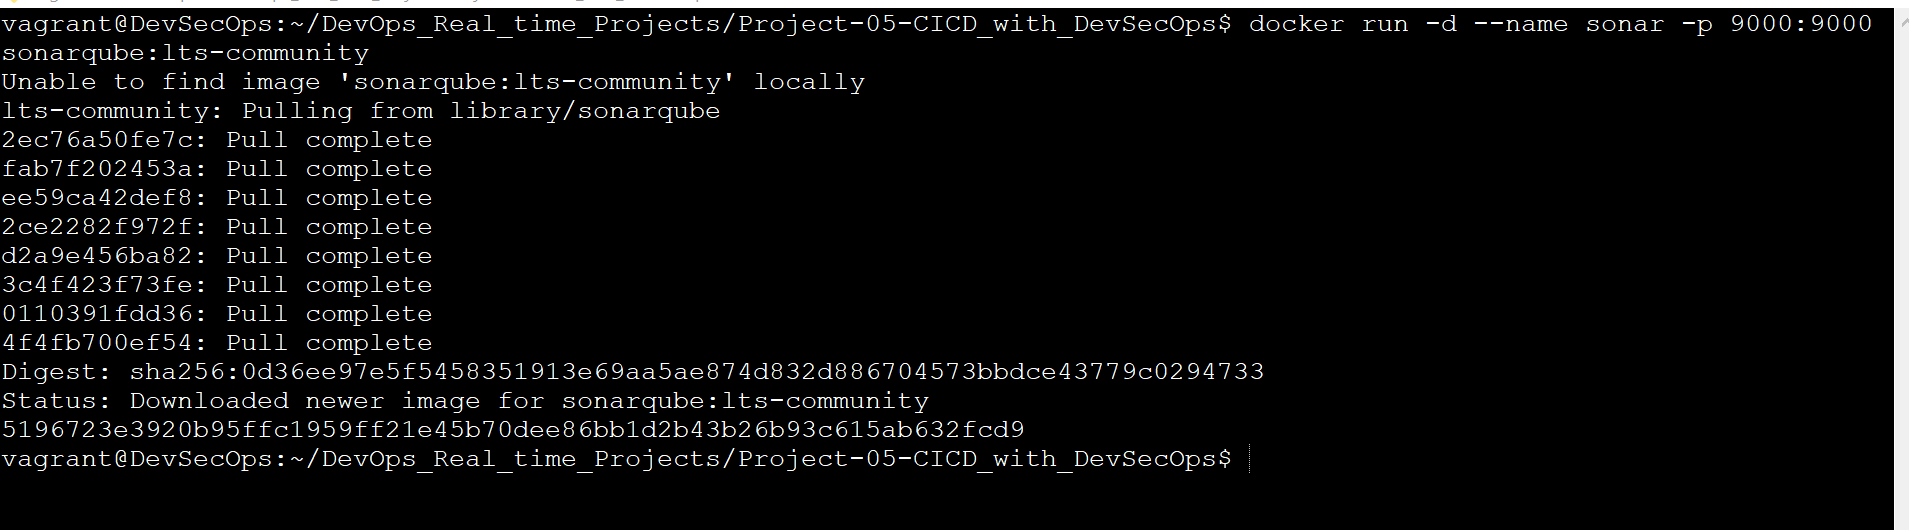 vagrant@DevSecOps:~/DevOps_Real_time_Projects/Project-05-CICD_with_DevSecOps$ docker run -d --name sonar -p 9000:9000
sonarqube:lts-community
Unable to find image 'sonarqube:lts-community' locally
lts-community: Pulling from library/sonarqube
2ec76a50fe7c: Pull complete
fab7f202453a: Pull complete
ee59ca42def8: Pull complete
2ce2282f972f: Pull complete
d2a9e456ba82: Pull complete
3c4f423f73fe: Pull complete
0110391fdd36: Pull complete
4f4fb700ef54: Pull complete
Digest: sha256:0d36ee97e5f5458351913e69aa5ae874d832d886704573bbdce43779c0294733
Status: Downloaded newer image for sonarqube:lts-community
5196723e3920b95ffc1959ff21e45b70dee86bb1d2b43b26b93c615ab632fcd9
vagrant@DevSecOps:~/DevOps_Real_time_Projects/Project-05-CICD_with_DevSecOps$